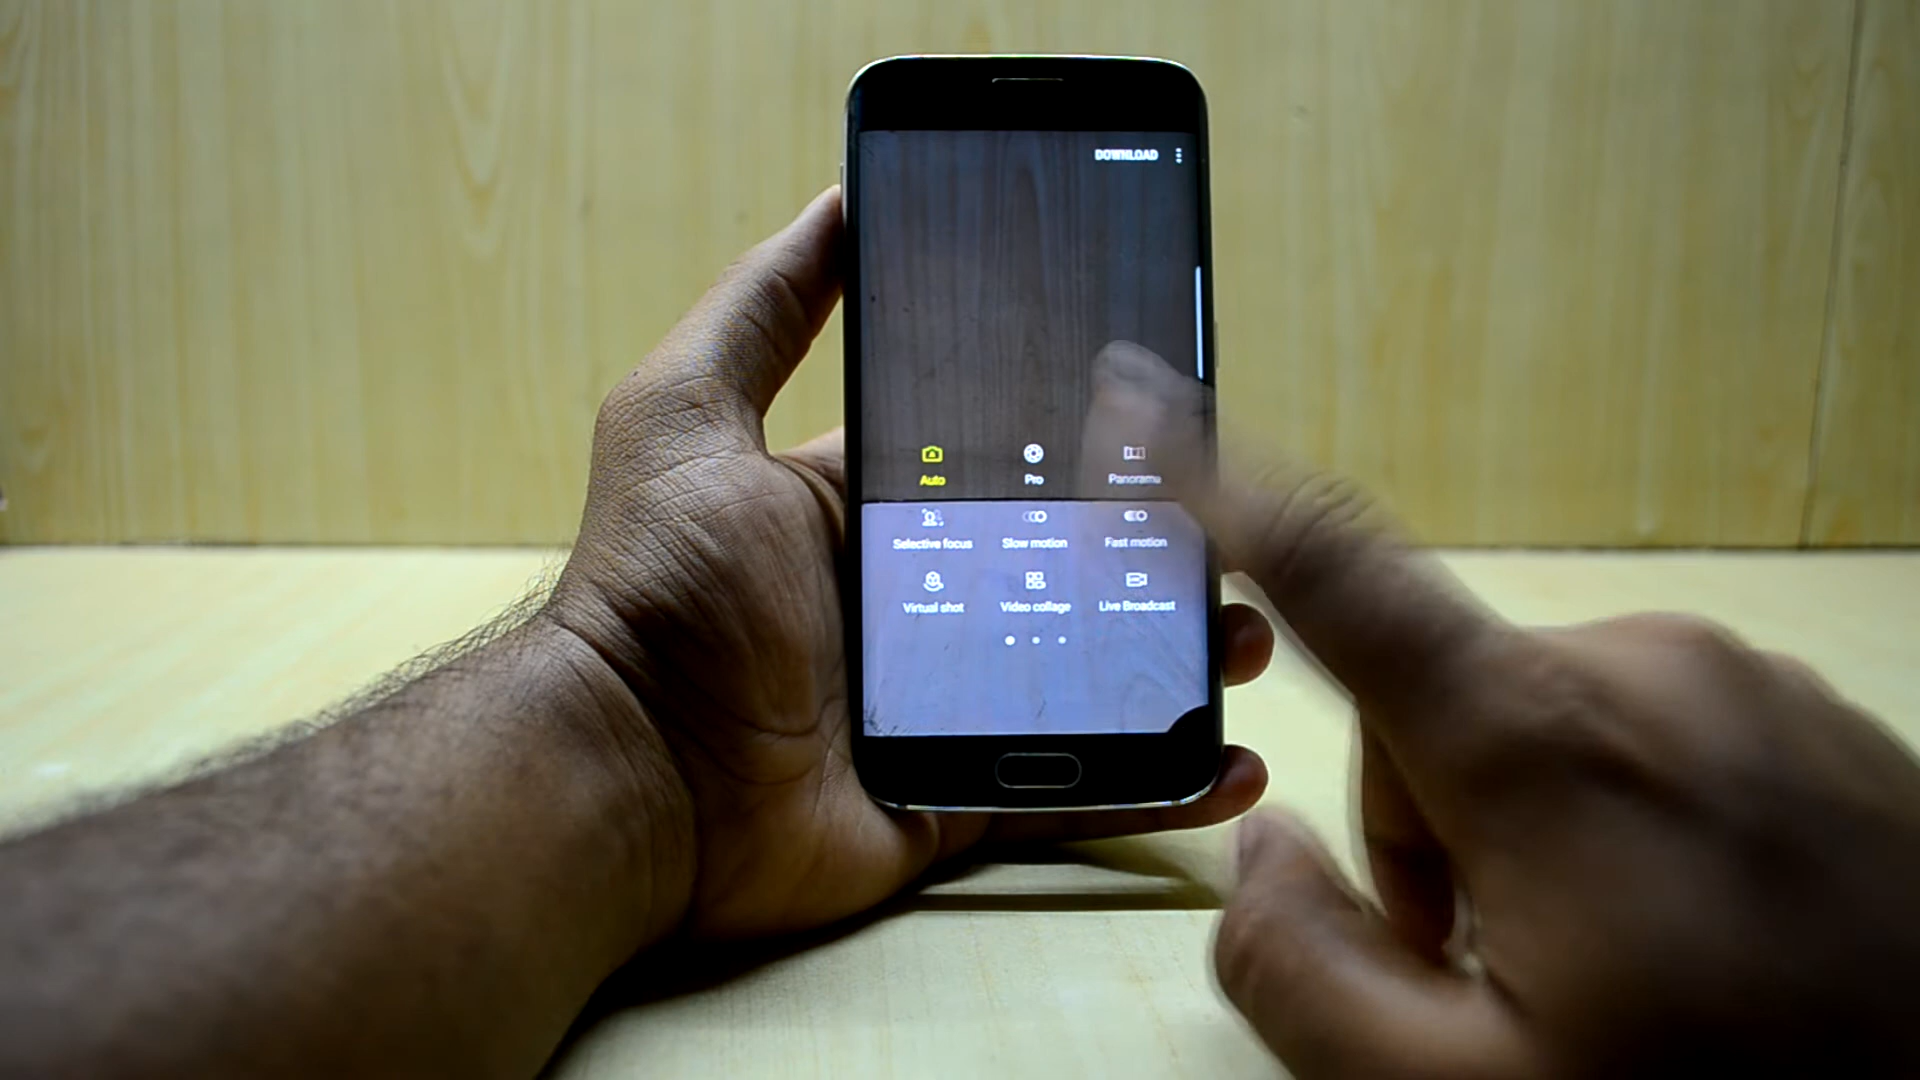 DOWNLOAD
Auto Pro Panorama
Selective focus Slow motion Fast motion
Virtual shot Video collage Live Broadcast